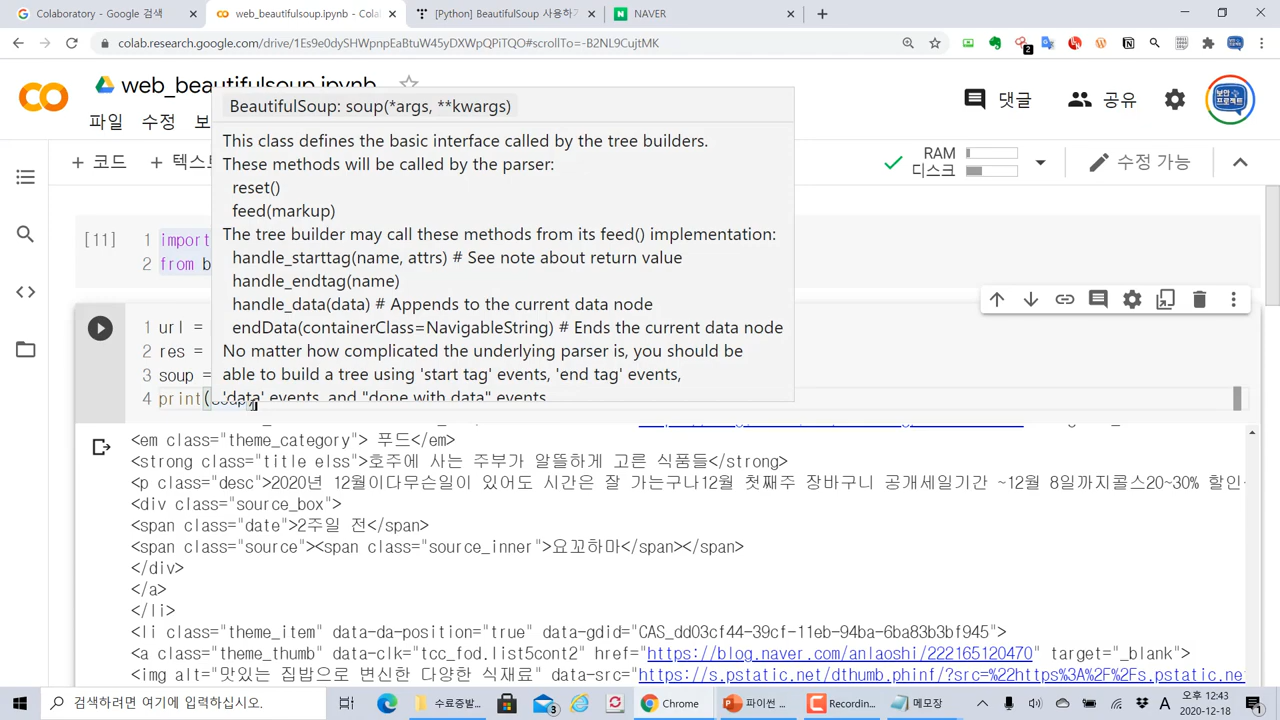 Colaboratory - Google 검색
web_beautifulsoup.ipynb - Cola
[Python] BeautifulSoup 사용하기
NAVER
colab.research.google.com/drive/1Es9e0dySHWnpEaBtuW45yDXWpQPiTQO#scrollTo=-B2NL9CujtMK
web_beautifulsoup.ipynb
파일 수정 보
댓글
공유
+ 코드 + 텍스트
RAM
디스크
수정 가능
BeautifulSoup: soup(*args, **kwargs)
This class defines the basic interface called by the tree builders.
These methods will be called by the parser:
reset()
feed(markup)
The tree builder may call these methods from its feed() implementation:
handle_starttag(name, attrs) # See note about return value
handle_endtag(name)
handle_data(data) # Appends to the current data node
endData(containerClass=NavigableString) # Ends the current data node
No matter how complicated the underlying parser is, you should be
able to build a tree using 'start tag' events, 'end tag' events,
'data' events, and "done with data" events.
[11] 1 import
2 from b
1 url =
2 res =
3 soup =
4 print(soup)
<em class="theme_category"> 푸드</em>
<strong class="title elss">호주에 사는 주부가 알뜰하게 고른 식품들</strong>
<p class="desc">2020년 12월이다무슨일이 있어도 시간은 잘 가는구나12월 첫째주 장바구니 공개세일기간 ~12월 8일까지콜스20~30% 할인
<div class="source_box">
<span class="date">2주일 전</span>
<span class="source"><span class="source_inner">요꼬하마</span></span>
</div>
</a>
</li>
<li class="theme_item" data-da-position="true" data-gdid="CAS_dd03cf44-39cf-11eb-94ba-6ba83b3bf945">
<a class="theme_thumb" data-clk="tcc_fod.list5cont2" href="https://blog.naver.com/anlaoshi/222165120470" target="_blank">
<img alt="맛있는 집밥으로 변신한 다양한 식재료" data-src="https://s.pstatic.net/dthumb.phinf/?src=%22https%3A%2F%2Fs.pstatic.ne
검색하려면 여기에 입력하십시오.
수료증발...
Chrome
파이썬 ...
Recordin...
메모장
오후 12:43
2020-12-18